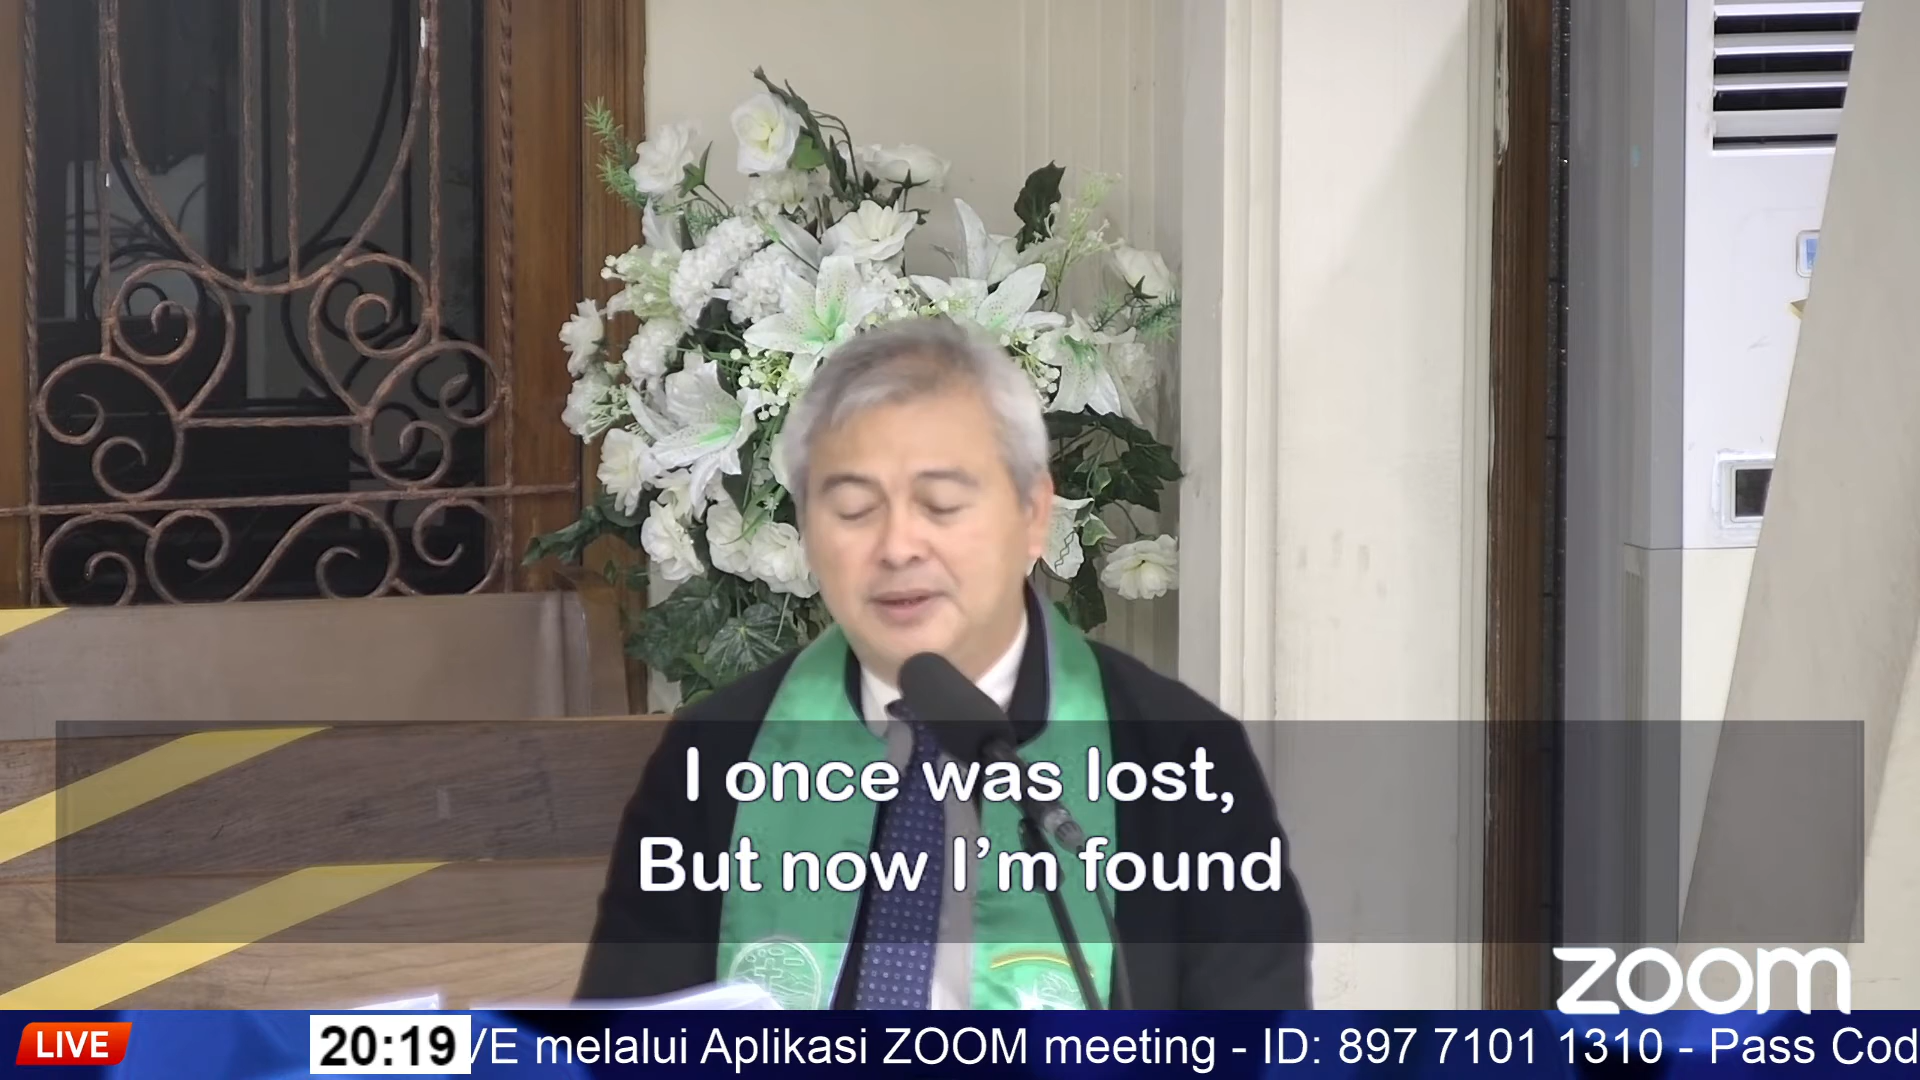 I once was lost,
But now I’m found
zoom
LIVE
20:19
VE melalui Aplikasi ZOOM meeting - ID: 897 7101 1310 - Pass Cod